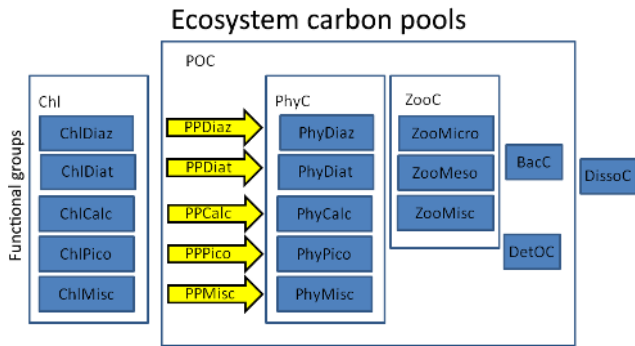 Ecosystem carbon pools
Functional groups
Chl
ChlDiaz
ChlDiat
ChlCalc
ChlPico
ChlMisc
POC
PPDiaz
PPDiat
PPCalc
PPPico
PPMisc
PhyC
PhyDiaz
PhyDiat
PhyCalc
PhyPico
PhyMisc
ZooC
ZooMicro
ZooMeso
ZooMisc
BacC
DetOC
DissoC